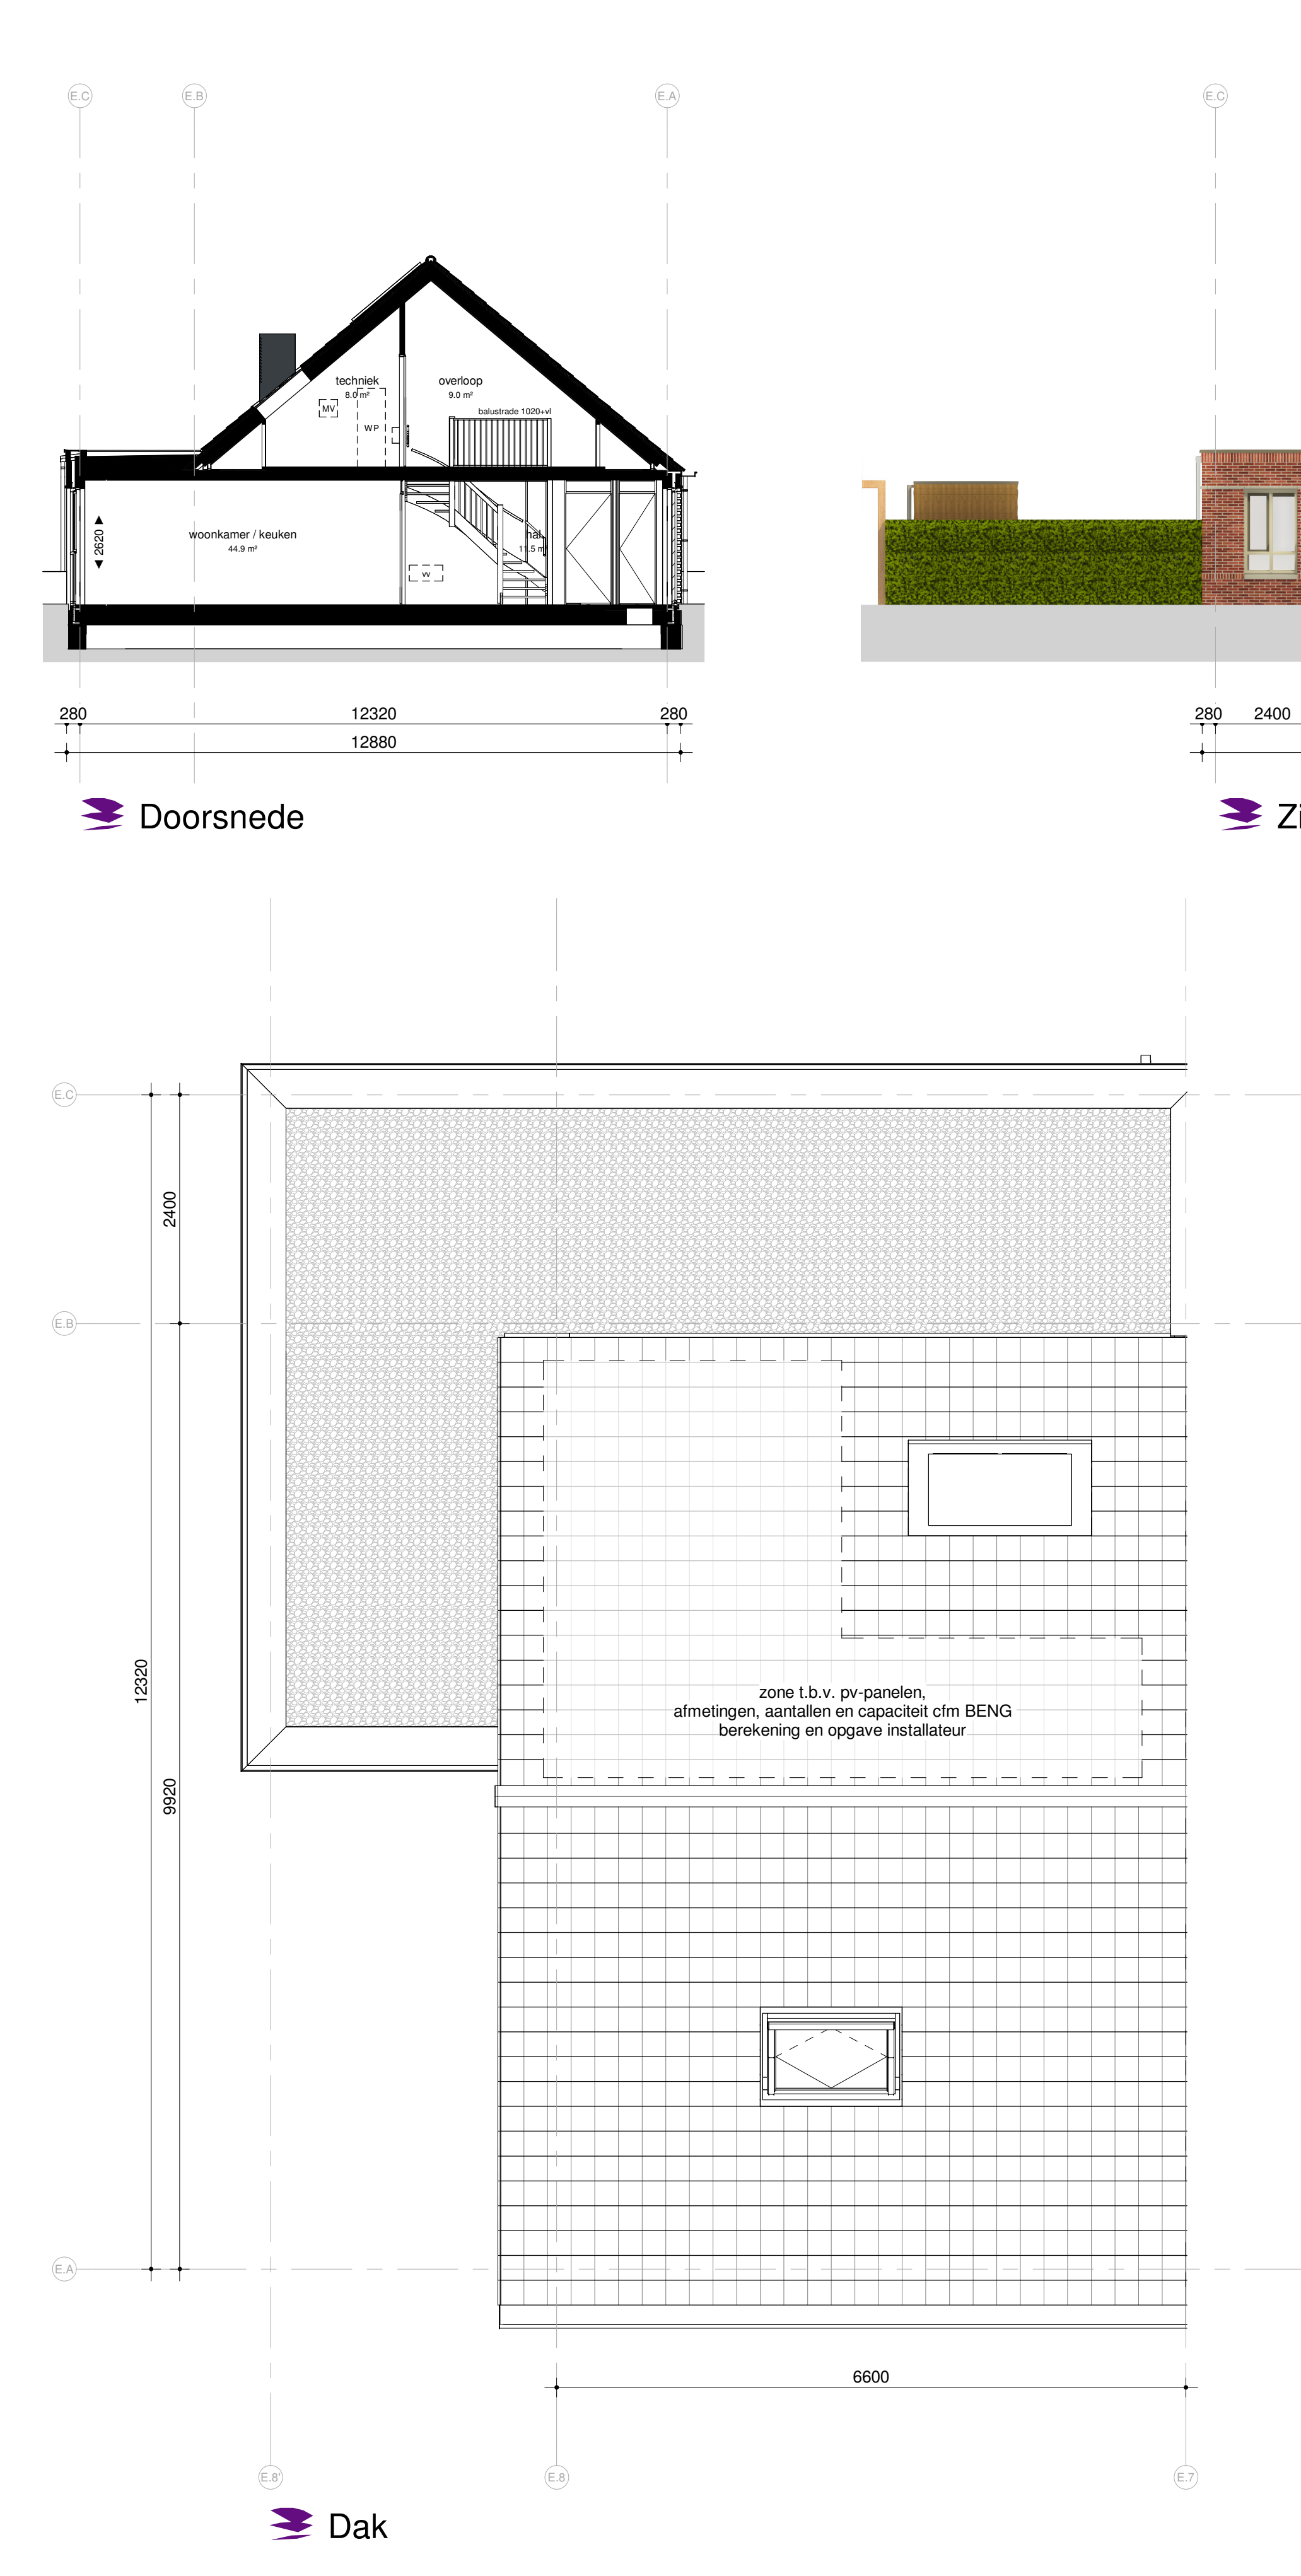 E.C
E.B
E.A
E.C
techniek
8.0 m²
overloop
9.0 m²
MV
WP
balustrade 1020+vl
2620
woonkamer / keuken
44.9 m²
hal
11.5 m²
vv
280
12320
280
12880
280
2400
Doorsnede
Zi
E.C
2400
E.B
zone t.b.v. pv-panelen,
afmetingen, aantallen en capaciteit cfm BENG
berekening en opgave installateur
12320
9920
E.A
6600
E.8'
E.8
E.7
Dak